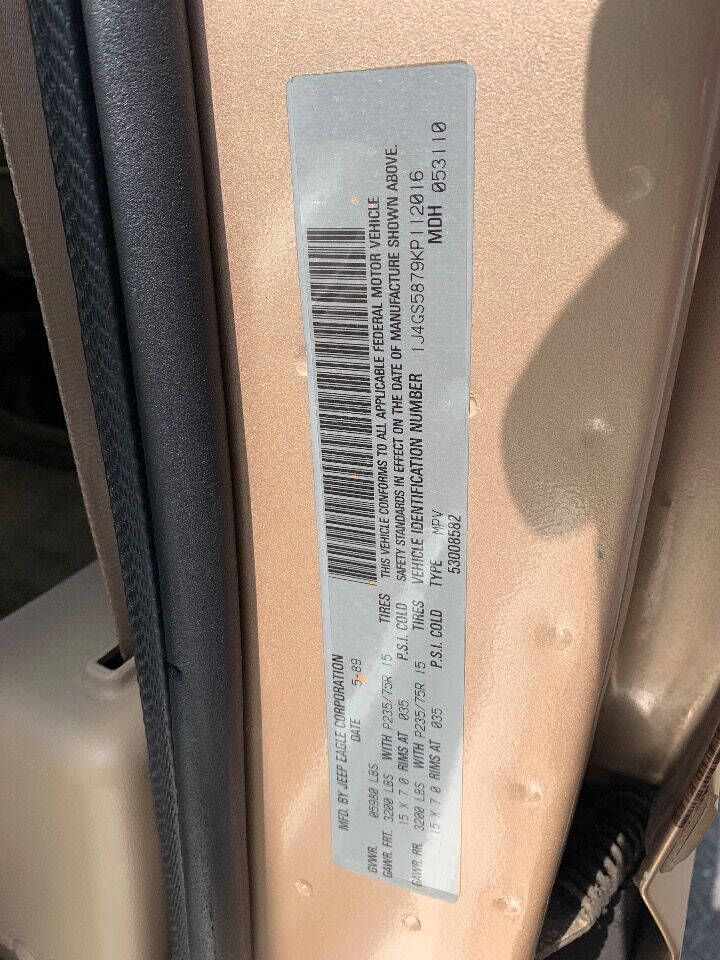 MFD. BY JEEP EAGLE CORPORATION
DATE 5-89
GVWR. 05980 LBS
GAWR. FRT. 3200 LBS WITH P235/75R 15 TIRES
15 X 7.0 RIMS AT 035 P.S.I. COLD
GAWR. RR. 3200 LBS WITH P235/75R 15 TIRES
15 X 7.0 RIMS AT 035 P.S.I. COLD
THIS VEHICLE CONFORMS TO ALL APPLICABLE FEDERAL MOTOR VEHICLE
SAFETY STANDARDS IN EFFECT ON THE DATE OF MANUFACTURE SHOWN ABOVE.
VEHICLE IDENTIFICATION NUMBER 1J4GS5879KP112016
TYPE MPV MDH 053110
53008582